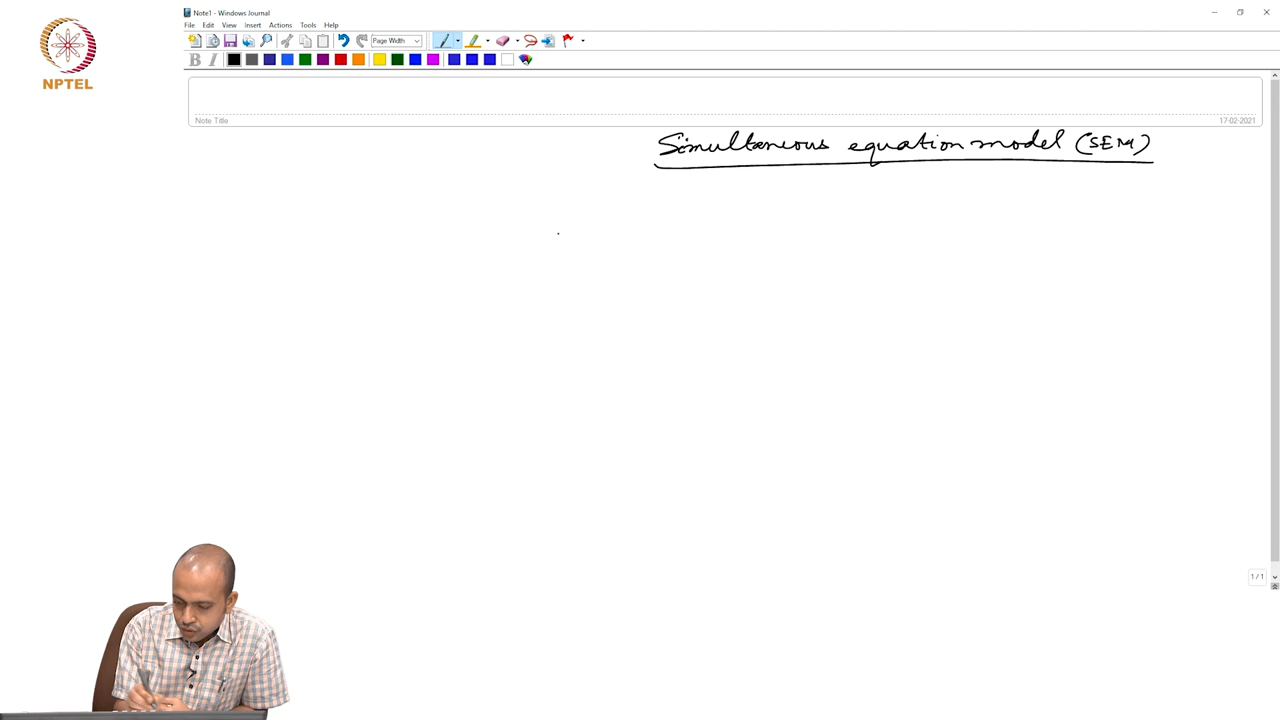 Note1 - Windows Journal
File Edit View Insert Actions Tools Help
Page Width
B I
NPTEL
Note Title
17-02-2021
Simultaneous equation model (SEM)
1 / 1